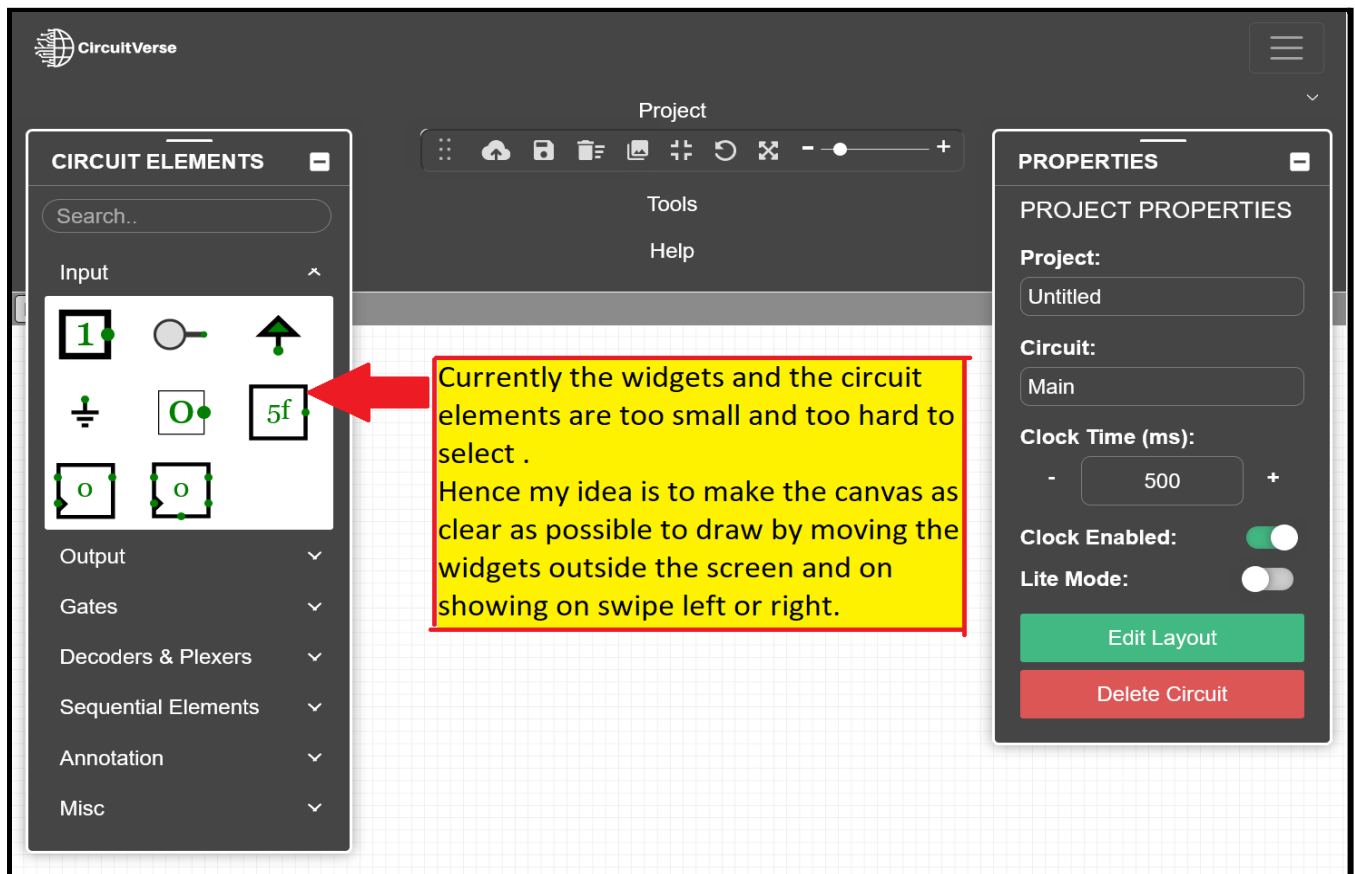 CircuitVerse
Project
- +
Tools
Help
CIRCUIT ELEMENTS
Search..
Input
1
O 5f
0 0
Output
Gates
Decoders & Plexers
Sequential Elements
Annotation
Misc
Currently the widgets and the circuit
elements are too small and too hard to
select .
Hence my idea is to make the canvas as
clear as possible to draw by moving the
widgets outside the screen and on
showing on swipe left or right.
PROPERTIES
PROJECT PROPERTIES
Project:
Untitled
Circuit:
Main
Clock Time (ms):
- 500 +
Clock Enabled:
Lite Mode:
Edit Layout
Delete Circuit